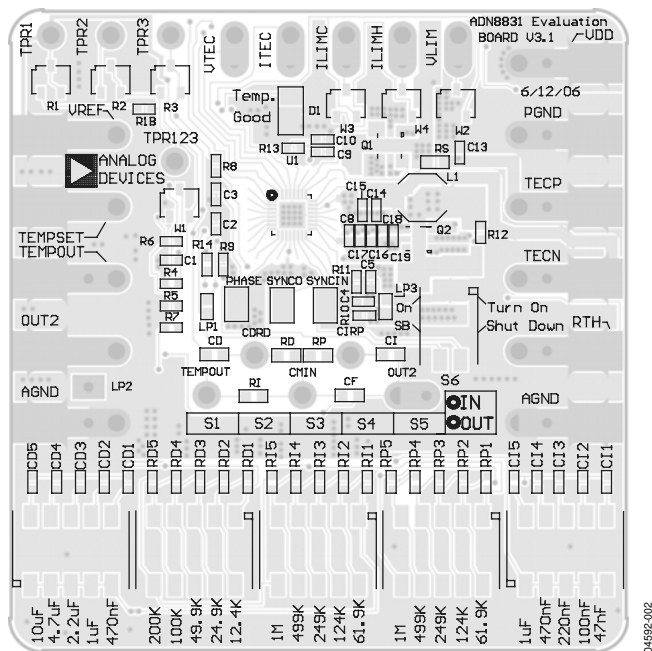 TPR1 TPR2 TPR3 VTEC ITEC ILIMC ILIMH VLIM
ADN8831 Evaluation
BOARD V3.1 VDD
R1 R2 R3
VREF R1B
TPR123
Temp.
Good
D1 W3 W4 W2
6/12/06
PGND
R13 C10 C9 U1 Q1 RS C13
ANALOG
DEVICES
R8 C3 C2 L1
TECP
W1 C15 C14
TEMPSET
TEMPOUT
R6 C1 R14 R9 C8 C18 Q2 R12
C17 C16 C19
TECN
R4 R5 R7
PHASE SYNCO SYNCIN
R11 C5 C4 R10 LP3
On
SB
Turn On
Shut Down
RTH
OUT2
LP1 CDRD CIRP
CD RD RP CI
TEMPOUT CMIN OUT2
AGND LP2 RI CF S6 AGND
IN
OUT
S1 S2 S3 S4 S5
CD5 CD4 CD3 CD2 CD1 RD5 RD4 RD3 RD2 RD1 RI5 RI4 RI3 RI2 RI1 RP5 RP4 RP3 RP2 RP1 CI5 CI4 CI3 CI2 CI1
10uF 4.7uF 2.2uF 1uF 470nF 200K 100K 49.9K 24.9K 12.4K 1M 499K 249K 124K 61.9K 1M 499K 249K 124K 61.9K 1uF 470nF 220nF 100nF 47nF
04592-002